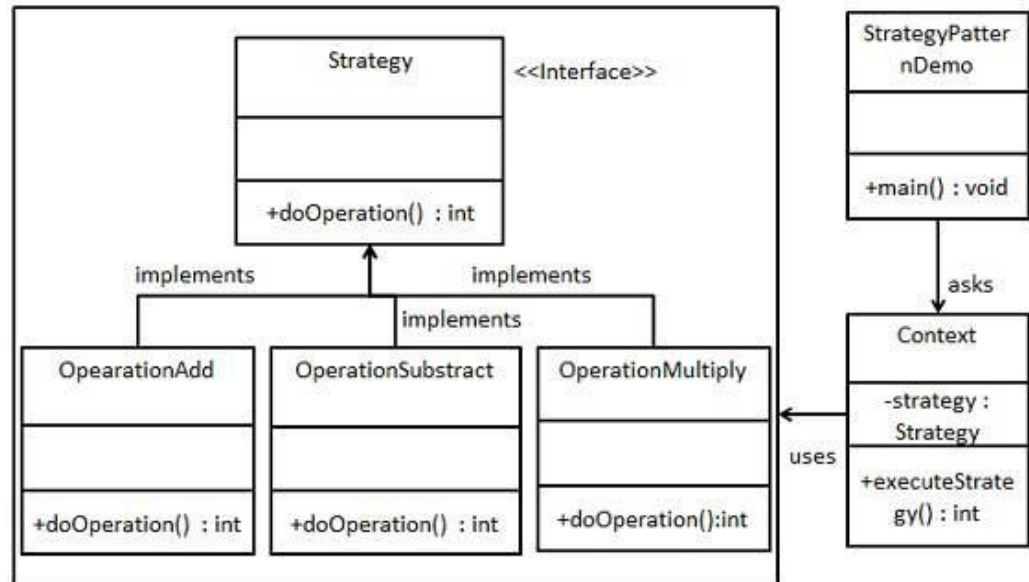 Strategy
<<Interface>>
+doOperation() : int
implements
implements
implements
OpearationAdd
+doOperation() : int
OperationSubstract
+doOperation() : int
OperationMultiply
+doOperation():int
StrategyPatter
nDemo
+main() : void
asks
Context
-strategy :
Strategy
+executeStrate
gy() : int
uses